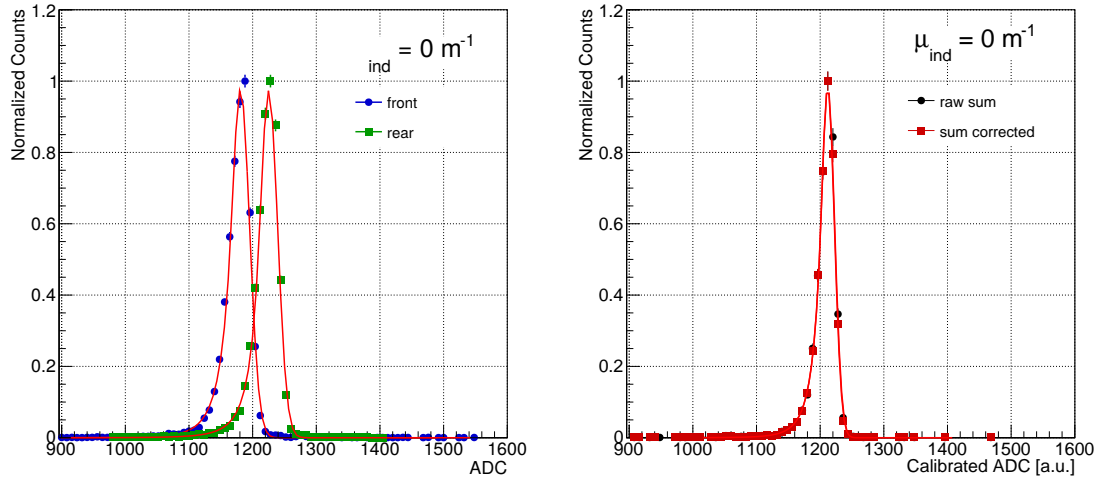 Normalized Counts
1.2
1
0.8
0.6
0.4
0.2
0
900 1000 1100 1200 1300 1400 1500 1600
ADC
ind = 0 m-1
front
rear
Normalized Counts
1.2
1
0.8
0.6
0.4
0.2
0
900 1000 1100 1200 1300 1400 1500 1600
Calibrated ADC [a.u.]
μind = 0 m-1
raw sum
sum corrected